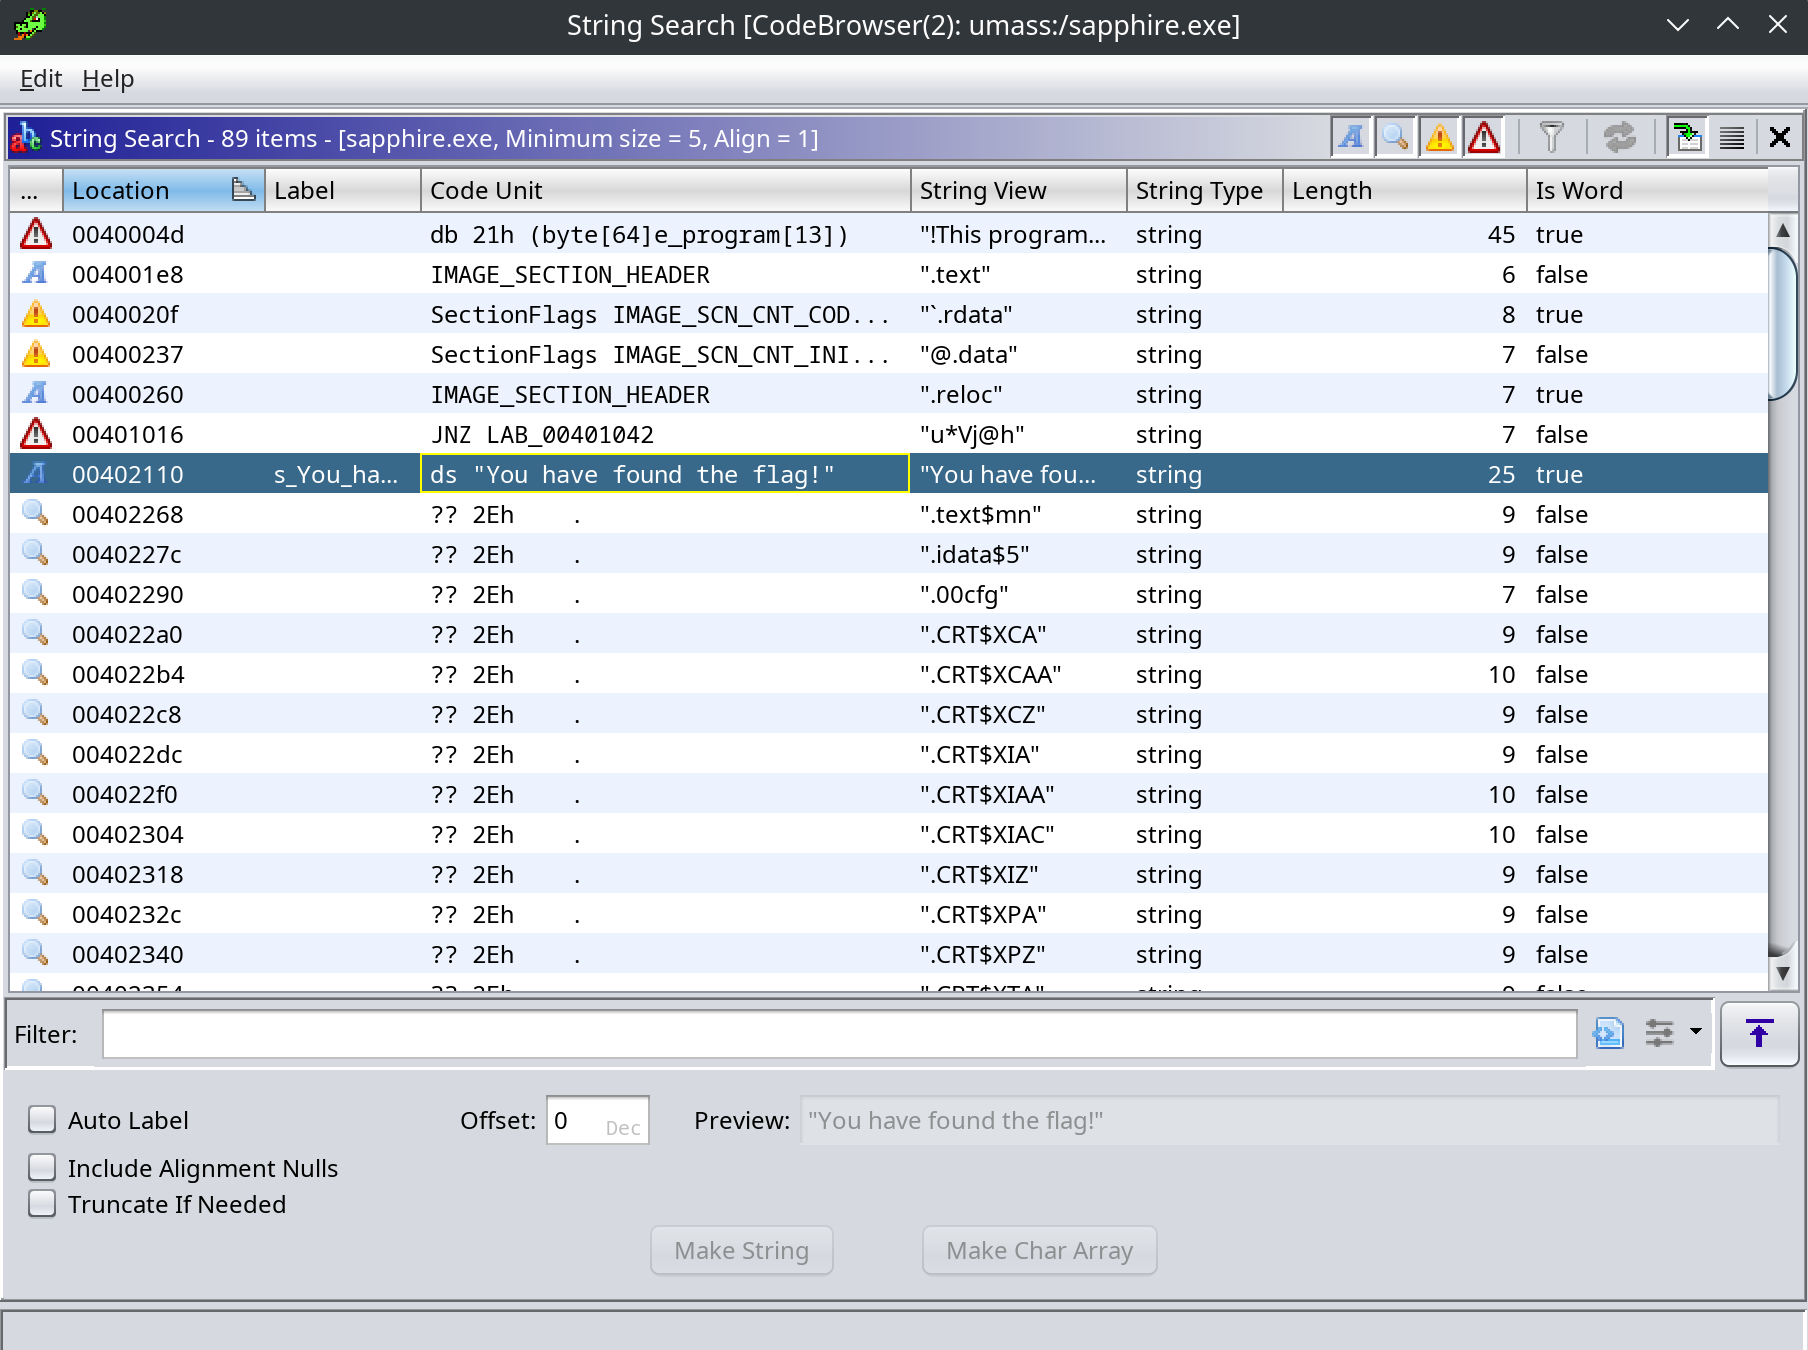 String Search [CodeBrowser(2): umass:/sapphire.exe]
Edit Help
String Search - 89 items - [sapphire.exe, Minimum size = 5, Align = 1]
... Location Label Code Unit String View String Type Length Is Word
0040004d db 21h (byte[64]e_program[13]) "!This program... string 45 true
004001e8 IMAGE_SECTION_HEADER ".text" string 6 false
0040020f SectionFlags IMAGE_SCN_CNT_COD... "`.rdata" string 8 true
00400237 SectionFlags IMAGE_SCN_CNT_INI... "@.data" string 7 false
00400260 IMAGE_SECTION_HEADER ".reloc" string 7 true
00401016 JNZ LAB_00401042 "u*Vj@h" string 7 false
00402110 s_You_ha... ds "You have found the flag!" "You have fou... string 25 true
00402268 ?? 2Eh . ".text$mn" string 9 false
0040227c ?? 2Eh . ".idata$5" string 9 false
00402290 ?? 2Eh . ".00cfg" string 7 false
004022a0 ?? 2Eh . ".CRT$XCA" string 9 false
004022b4 ?? 2Eh . ".CRT$XCAA" string 10 false
004022c8 ?? 2Eh . ".CRT$XCZ" string 9 false
004022dc ?? 2Eh . ".CRT$XIA" string 9 false
004022f0 ?? 2Eh . ".CRT$XIAA" string 10 false
00402304 ?? 2Eh . ".CRT$XIAC" string 10 false
00402318 ?? 2Eh . ".CRT$XIZ" string 9 false
0040232c ?? 2Eh . ".CRT$XPA" string 9 false
00402340 ?? 2Eh . ".CRT$XPZ" string 9 false
Filter:
Auto Label Offset: 0 Dec Preview: "You have found the flag!"
Include Alignment Nulls
Truncate If Needed
Make String Make Char Array